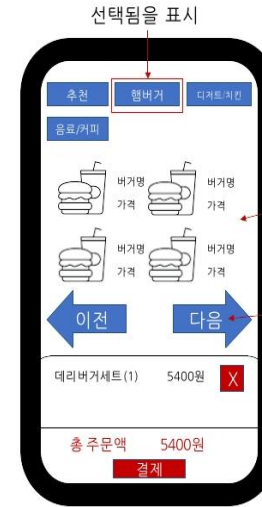 선택됨을 표시
추천 햄버거 디저트/치킨
음료/커피
버거명 버거명
가격 가격
버거명 버거명
가격 가격
이전 다음
데리버거세트(1) 5400원 X
총 주문액 5400원
결제